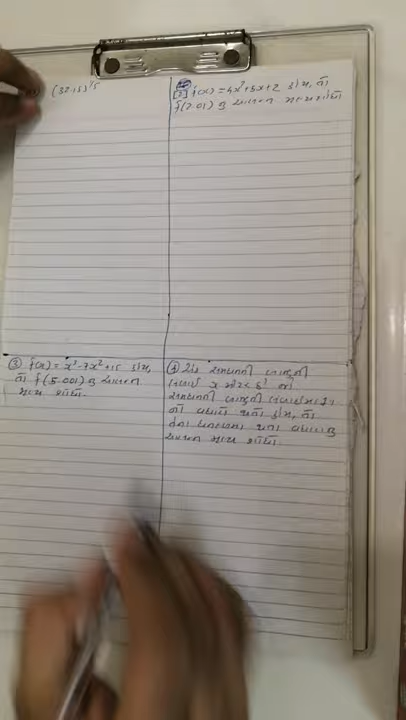 (32.15)^1/5
[2] f(x) = 4x²+5x+2 હોય, તો
f(2.01) નું આસન્ન મૂલ્ય શોધો
③ f(x) = x³-7x²+15 હોય,
તો f(5.001) નું આસન્ન
મૂલ્ય શોધો.
④ સમઘનની બાજુની
લંબાઈ x મીટર છે
સમઘનની બાજુની લંબાઈમાં
વધારો થતો હોય, તો
તેના ઘનફળમાં થતા વધારાનું
આસન્ન મૂલ્ય શોધો.